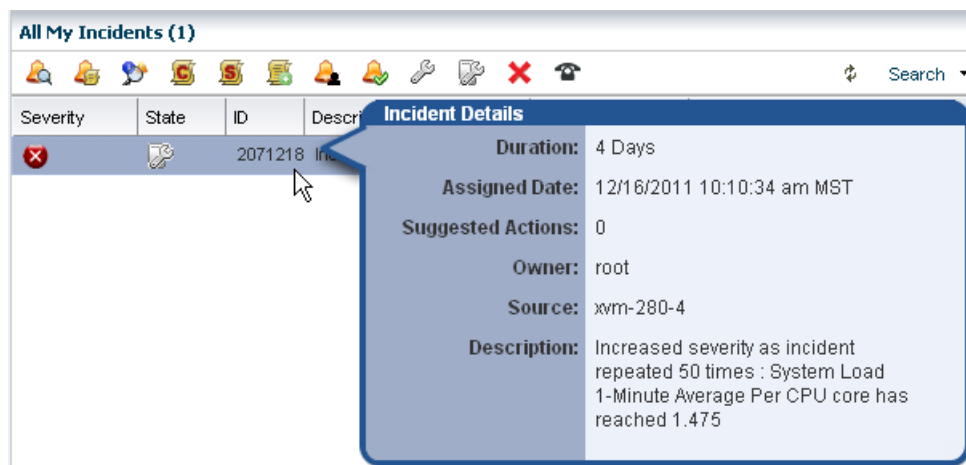 All My Incidents (1)
C S
Search
Severity State ID Descri
2071218
Incident Details
Duration: 4 Days
Assigned Date: 12/16/2011 10:10:34 am MST
Suggested Actions: 0
Owner: root
Source: xvm-280-4
Description: Increased severity as incident
repeated 50 times : System Load
1-Minute Average Per CPU core has
reached 1.475